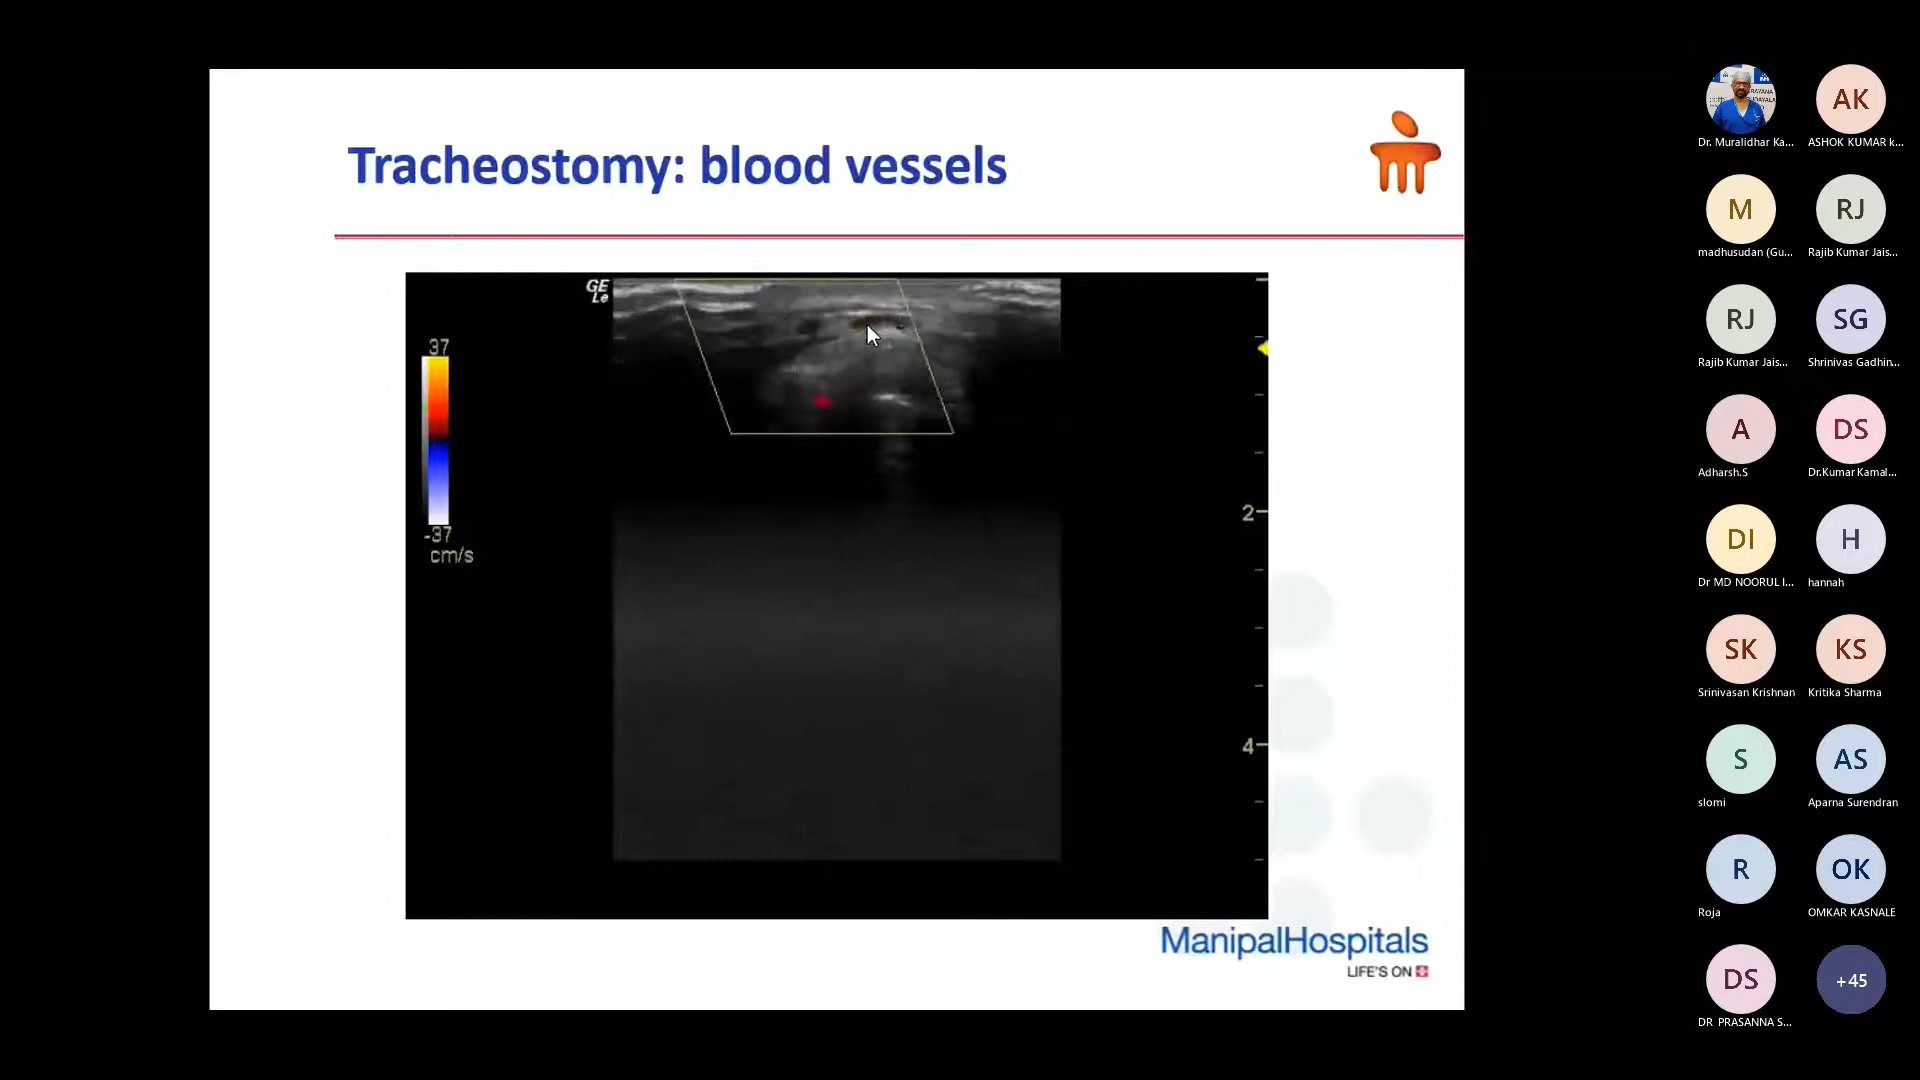 Tracheostomy: blood vessels
GE
Le
37
-37
cm/s
2
4
ManipalHospitals
LIFE'S ON
Dr. Muralidhar Ka...
AK
ASHOK KUMAR k...
M
madhusudan (Gu...
RJ
Rajib Kumar Jais...
RJ
Rajib Kumar Jais...
SG
Shrinivas Gadhin...
A
Adharsh.S
DS
Dr.Kumar Kamal...
DI
Dr MD NOORUL I...
H
hannah
SK
Srinivasan Krishnan
KS
Kritika Sharma
S
slomi
AS
Aparna Surendran
R
Roja
OK
OMKAR KASNALE
DS
DR PRASANNA S...
+45